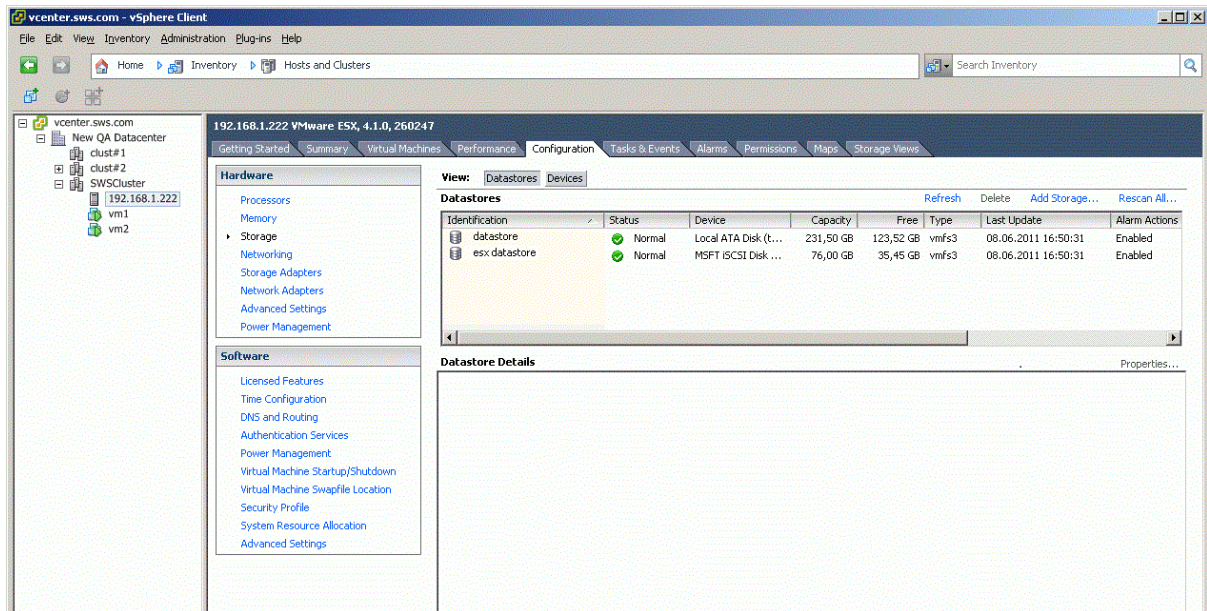 vcenter.sws.com - vSphere Client
File Edit View Inventory Administration Plug-ins Help
Home Inventory Hosts and Clusters
Search Inventory
vcenter.sws.com
New QA Datacenter
clust#1
clust#2
SWSCluster
192.168.1.222
vm1
vm2
192.168.1.222 VMware ESX, 4.1.0, 260247
Getting Started Summary Virtual Machines Performance Configuration Tasks & Events Alarms Permissions Maps Storage Views
Hardware
Processors
Memory
Storage
Networking
Storage Adapters
Network Adapters
Advanced Settings
Power Management
Software
Licensed Features
Time Configuration
DNS and Routing
Authentication Services
Power Management
Virtual Machine Startup/Shutdown
Virtual Machine Swapfile Location
Security Profile
System Resource Allocation
Advanced Settings
View: Datastores Devices
Datastores Refresh Delete Add Storage... Rescan All...
Identification Status Device Capacity Free Type Last Update Alarm Actions
datastore Normal Local ATA Disk (t... 231,50 GB 123,52 GB vmfs3 08.06.2011 16:50:31 Enabled
esx datastore Normal MSFT iSCSI Disk ... 76,00 GB 35,45 GB vmfs3 08.06.2011 16:50:31 Enabled
Datastore Details Properties...